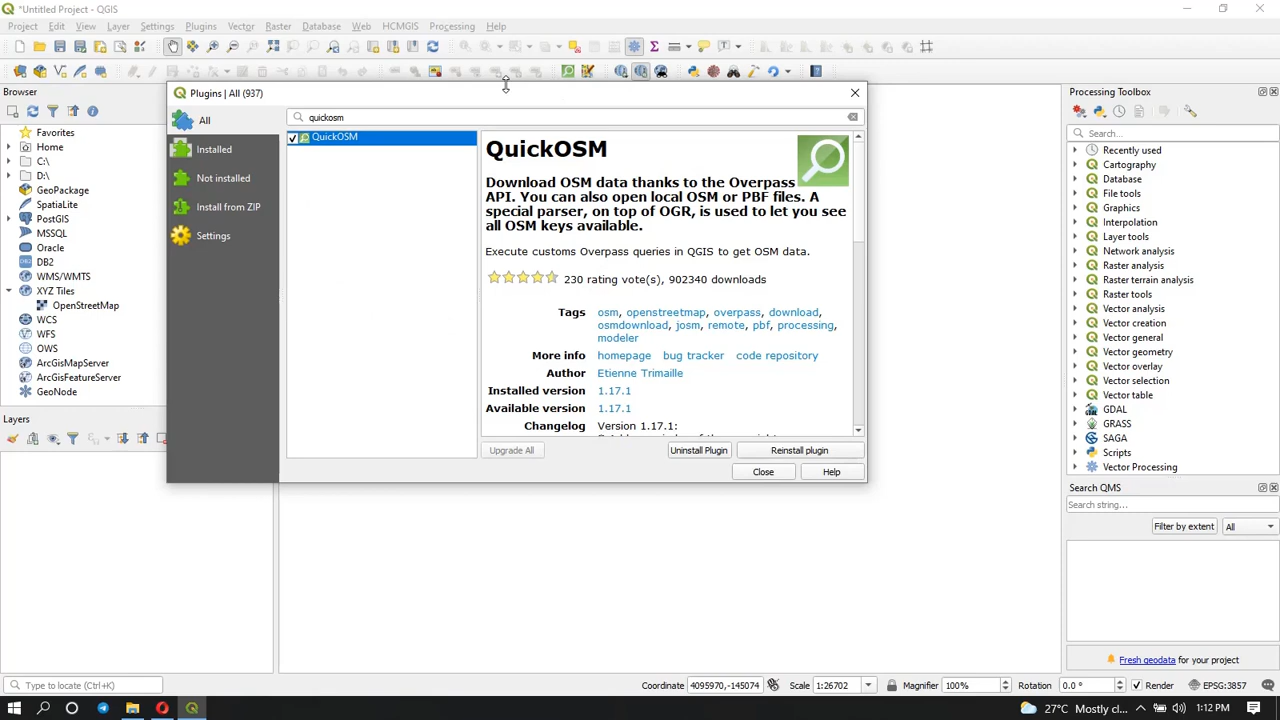 *Untitled Project - QGIS
Project Edit View Layer Settings Plugins Vector Raster Database Web HCMGIS Processing Help
Plugins | All (937)
All
Installed
Not installed
Install from ZIP
Settings
quickosm
QuickOSM
QuickOSM
Download OSM data thanks to the Overpass
API. You can also open local OSM or PBF files. A
special parser, on top of OGR, is used to let you see
all OSM keys available.
Execute customs Overpass queries in QGIS to get OSM data.
230 rating vote(s), 902340 downloads
Tags osm, openstreetmap, overpass, download,
osmdownload, josm, remote, pbf, processing,
modeler
More info homepage bug tracker code repository
Author Etienne Trimaille
Installed version 1.17.1
Available version 1.17.1
Changelog Version 1.17.1:
Upgrade All Uninstall Plugin Reinstall plugin
Close Help
Browser
Favorites
Home
C:\
D:\
GeoPackage
SpatiaLite
PostGIS
MSSQL
Oracle
DB2
WMS/WMTS
XYZ Tiles
OpenStreetMap
WCS
WFS
OWS
ArcGisMapServer
ArcGisFeatureServer
GeoNode
Layers
Processing Toolbox
Search...
Recently used
Cartography
Database
File tools
Graphics
Interpolation
Layer tools
Network analysis
Raster analysis
Raster terrain analysis
Raster tools
Vector analysis
Vector creation
Vector general
Vector geometry
Vector overlay
Vector selection
Vector table
GDAL
GRASS
SAGA
Scripts
Vector Processing
Search QMS
Search string...
Filter by extent All
Fresh geodata for your project
Type to locate (Ctrl+K) Coordinate 4095970,-145074 Scale 1:26702 Magnifier 100% Rotation 0.0 ° Render EPSG:3857
27°C Mostly cl... 1:12 PM